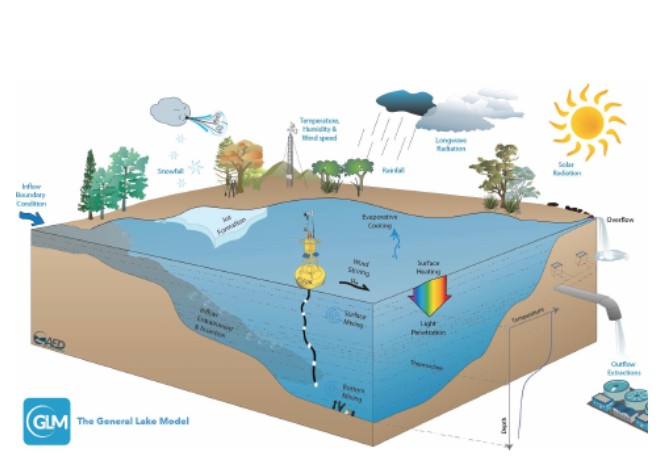 Temperature,
Humidity &
Wind speed
Longwave
Radiation
Solar
Radiation
Snowfall
Rainfall
Inflow
Boundary
Condition
Ice
Formation
Evaporative
Cooking
Overflow
Wind
Stirring
Surface
Heating
Surface
Mixing
Light
Penetration
Temperature
Inflow
Entrainment
& Insertion
Thermocline
AED
Outflow
Extractions
Bottom
Mixing
Depth
GLM
The General Lake Model